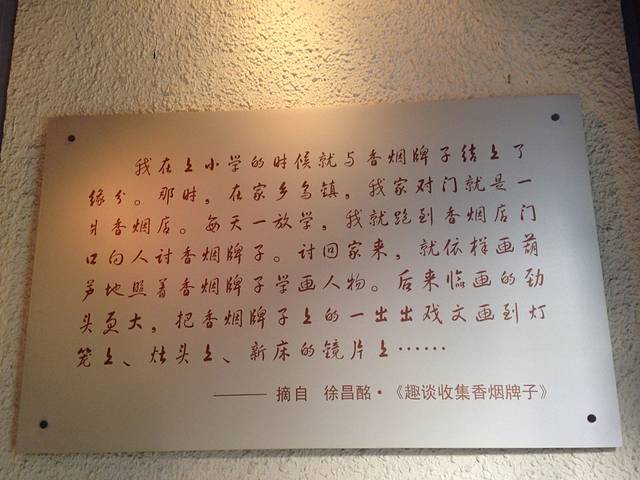 我在上小学的时候就与香烟牌子结上了
缘分。那时，在家乡乌镇，我家对门就是一
爿香烟店。每天一放学，我就跑到香烟店门
口向人讨香烟牌子。讨回家来，就依样画葫
芦地照着香烟牌子学画人物。后来临画的劲
头更大，把香烟牌子上的一出出戏文画到灯
笼上、灶头上、新床的镜片上……
—— 摘自 徐昌酩·《趣谈收集香烟牌子》